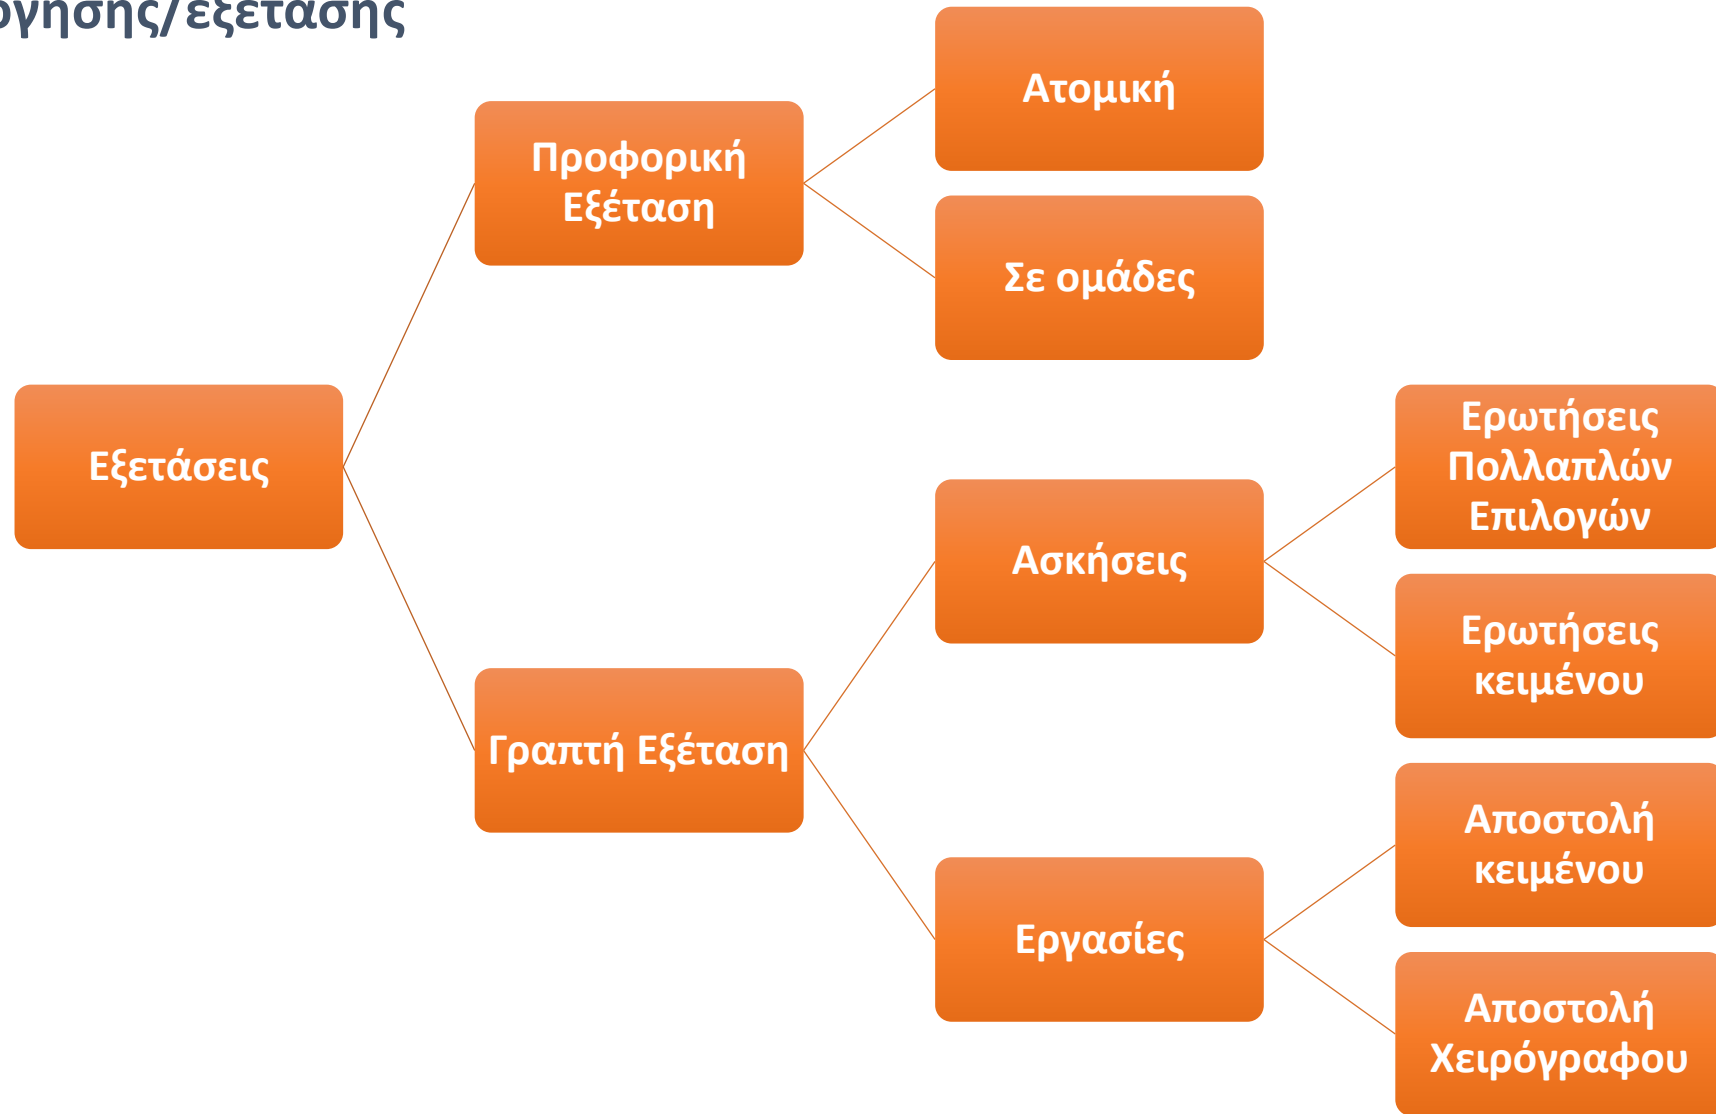 /εξέτασης
Ατομική
Προφορική
Εξέταση
Σε ομάδες
Εξετάσεις
Ερωτήσεις
Πολλαπλών
Επιλογών
Ασκήσεις
Ερωτήσεις
κειμένου
Γραπτή Εξέταση
Αποστολή
κειμένου
Εργασίες
Αποστολή
Χειρόγραφου